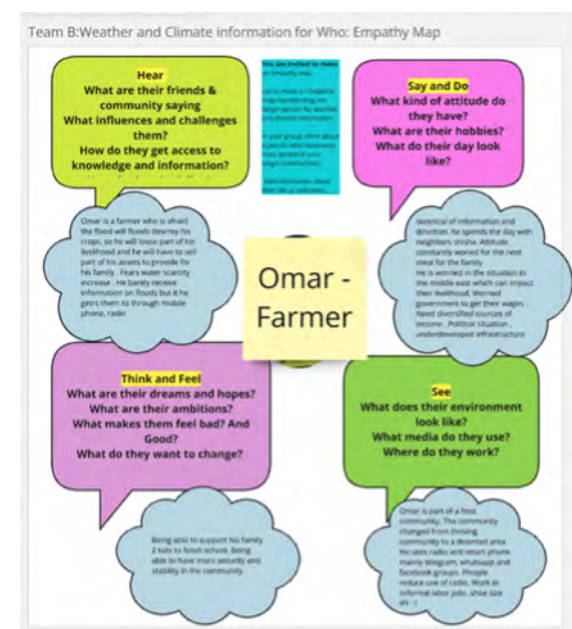 Team B:Weather and Climate information for Who: Empathy Map
Hear
What are their friends &
community saying
What influences and challenges
them?
How do they get access to
knowledge and information?
You are invited to make
an Empathy map
Say and Do
What kind of attitude do
they have?
What are their hobbies?
What do their day look
like?
Omar is a farmer who is afraid
the flood will floods destroy his
crops, so he will loose part of his
livelihood and he will have to sell
part of his assets to provide for
his family . Fears water scarcity
increase . He barely receive
information on floods but it he
gets them its through mobile
phone, radio
skeptical of information and
direction. he spends the day with
neighbors shisha. Attitude
constantly worried for the next
meal for the family
He is worried in the situation in
the middle east which can impact
their livelihood. Worried
government to get their wages .
Need diversified sources of
income . Political situation ,
underdeveloped infrastructure
Omar -
Farmer
Think and Feel
What are their dreams and hopes?
What are their ambitions?
What makes them feel bad? And
Good?
What do they want to change?
See
What does their environment
look like?
What media do they use?
Where do they work?
Being able to support his family
2 kids to finish school. Being
able to have more security and
stability in the community
Omar is part of a host
community. The community
changed from thriving
community to a deserted area.
He uses radio and smart phone
mainly telegram, whatsapp and
facebook groups. People
reduce use of radio. Work in
informal labor jobs. shoe size